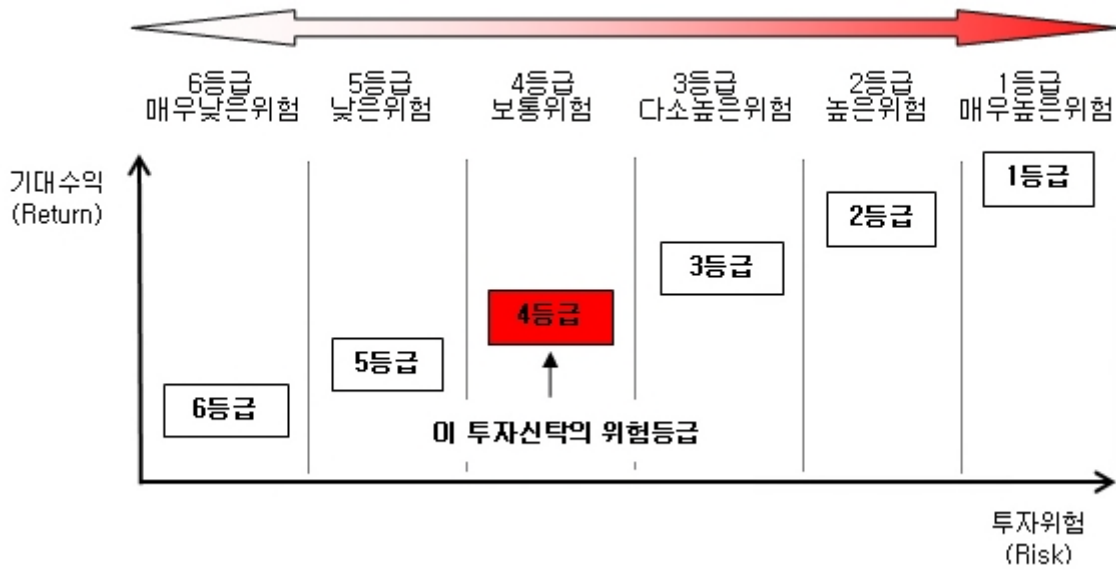 6등급
매우낮은위험
5등급
낮은위험
4등급
보통위험
3등급
다소높은위험
2등급
높은위험
1등급
매우높은위험
기대수익
(Return)
1등급
2등급
3등급
4등급
5등급
6등급
이 투자신탁의 위험등급
투자위험
(Risk)